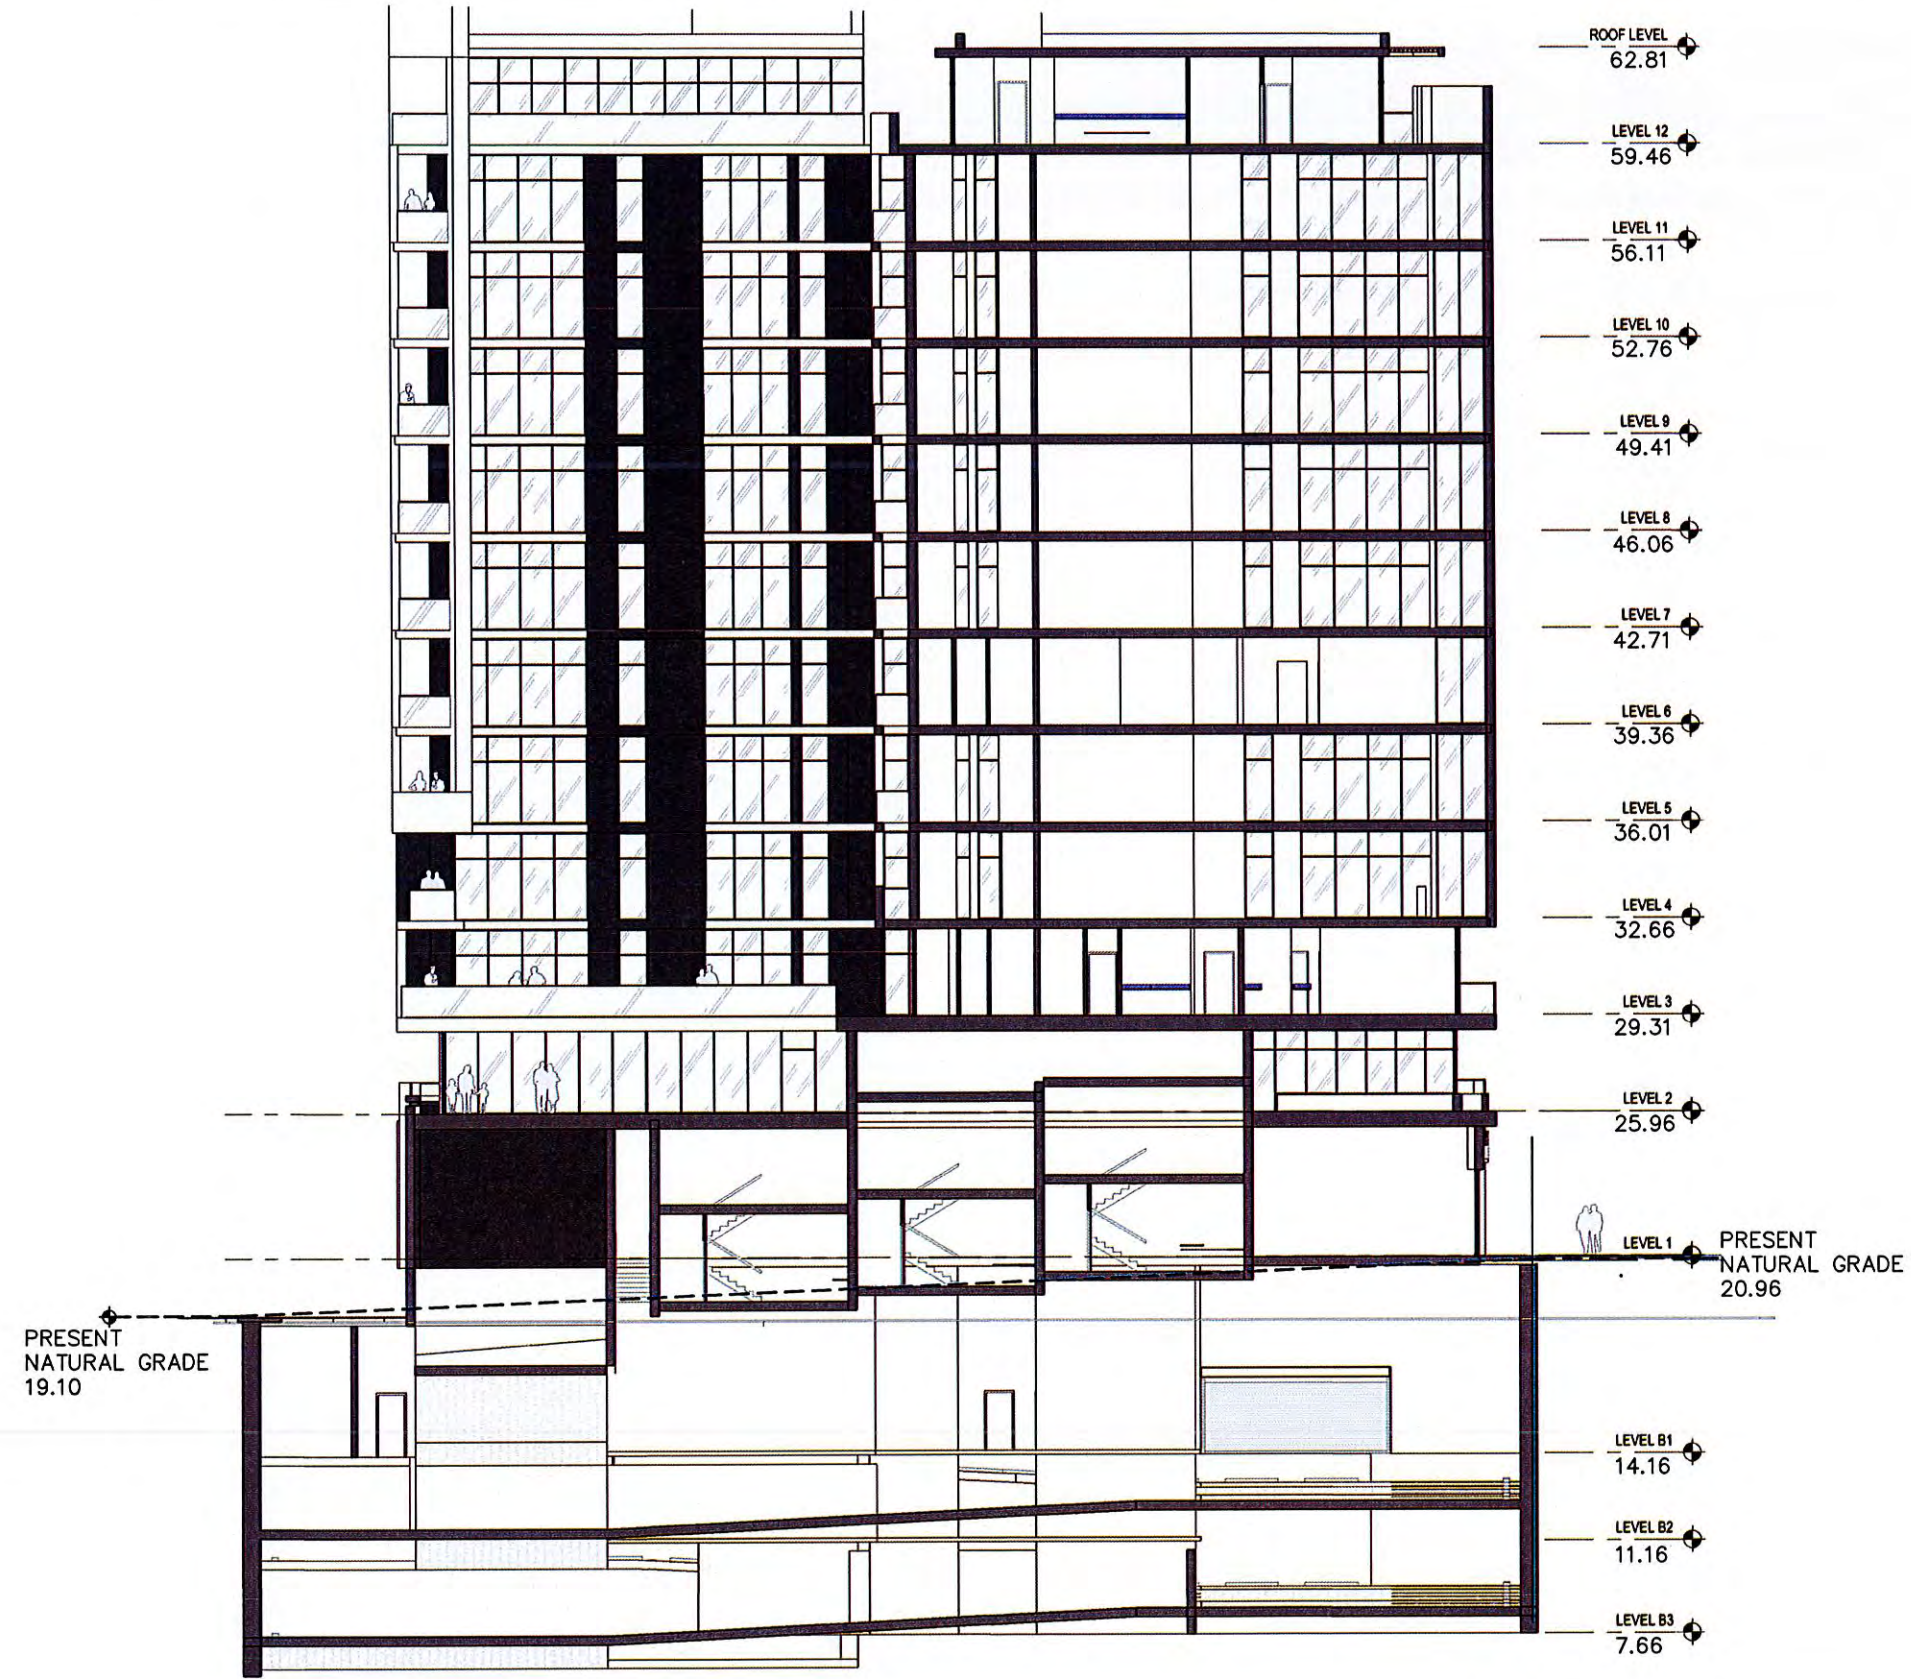 ROOF LEVEL
62.81
LEVEL 12
59.46
LEVEL 11
56.11
LEVEL 10
52.76
LEVEL 9
49.41
LEVEL 8
46.06
LEVEL 7
42.71
LEVEL 6
39.36
LEVEL 5
36.01
LEVEL 4
32.66
LEVEL 3
29.31
LEVEL 2
25.96
LEVEL 1
PRESENT
NATURAL GRADE
20.96
PRESENT
NATURAL GRADE
19.10
LEVEL B1
14.16
LEVEL B2
11.16
LEVEL B3
7.66